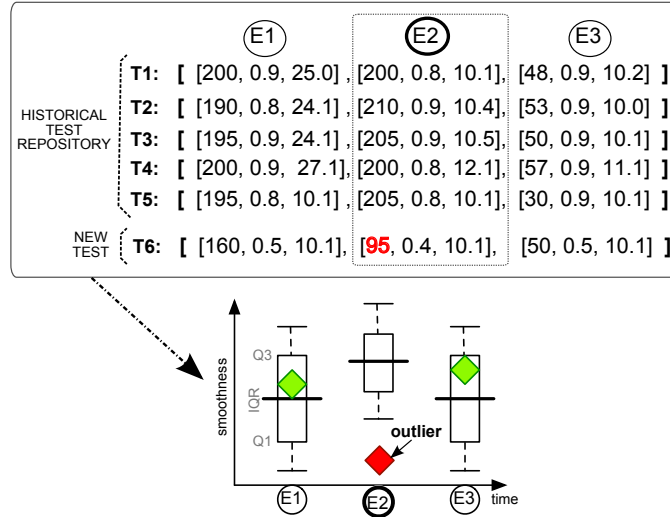 E1 E2 E3
T1: [ [200, 0.9, 25.0] , [200, 0.8, 10.1], [48, 0.9, 10.2] ]
T2: [ [190, 0.8, 24.1] , [210, 0.9, 10.4], [53, 0.9, 10.0] ]
HISTORICAL
TEST
REPOSITORY
T3: [ [195, 0.9, 24.1] , [205, 0.9, 10.5], [50, 0.9, 10.1] ]
T4: [ [200, 0.9, 27.1], [200, 0.8, 12.1], [57, 0.9, 11.1] ]
T5: [ [195, 0.8, 10.1] , [205, 0.8, 10.1], [30, 0.9, 10.1] ]
NEW
TEST
T6: [ [160, 0.5, 10.1], [95, 0.4, 10.1], [50, 0.5, 10.1] ]
smoothness
Q3
IQR
Q1
outlier
E1 E2 E3 time